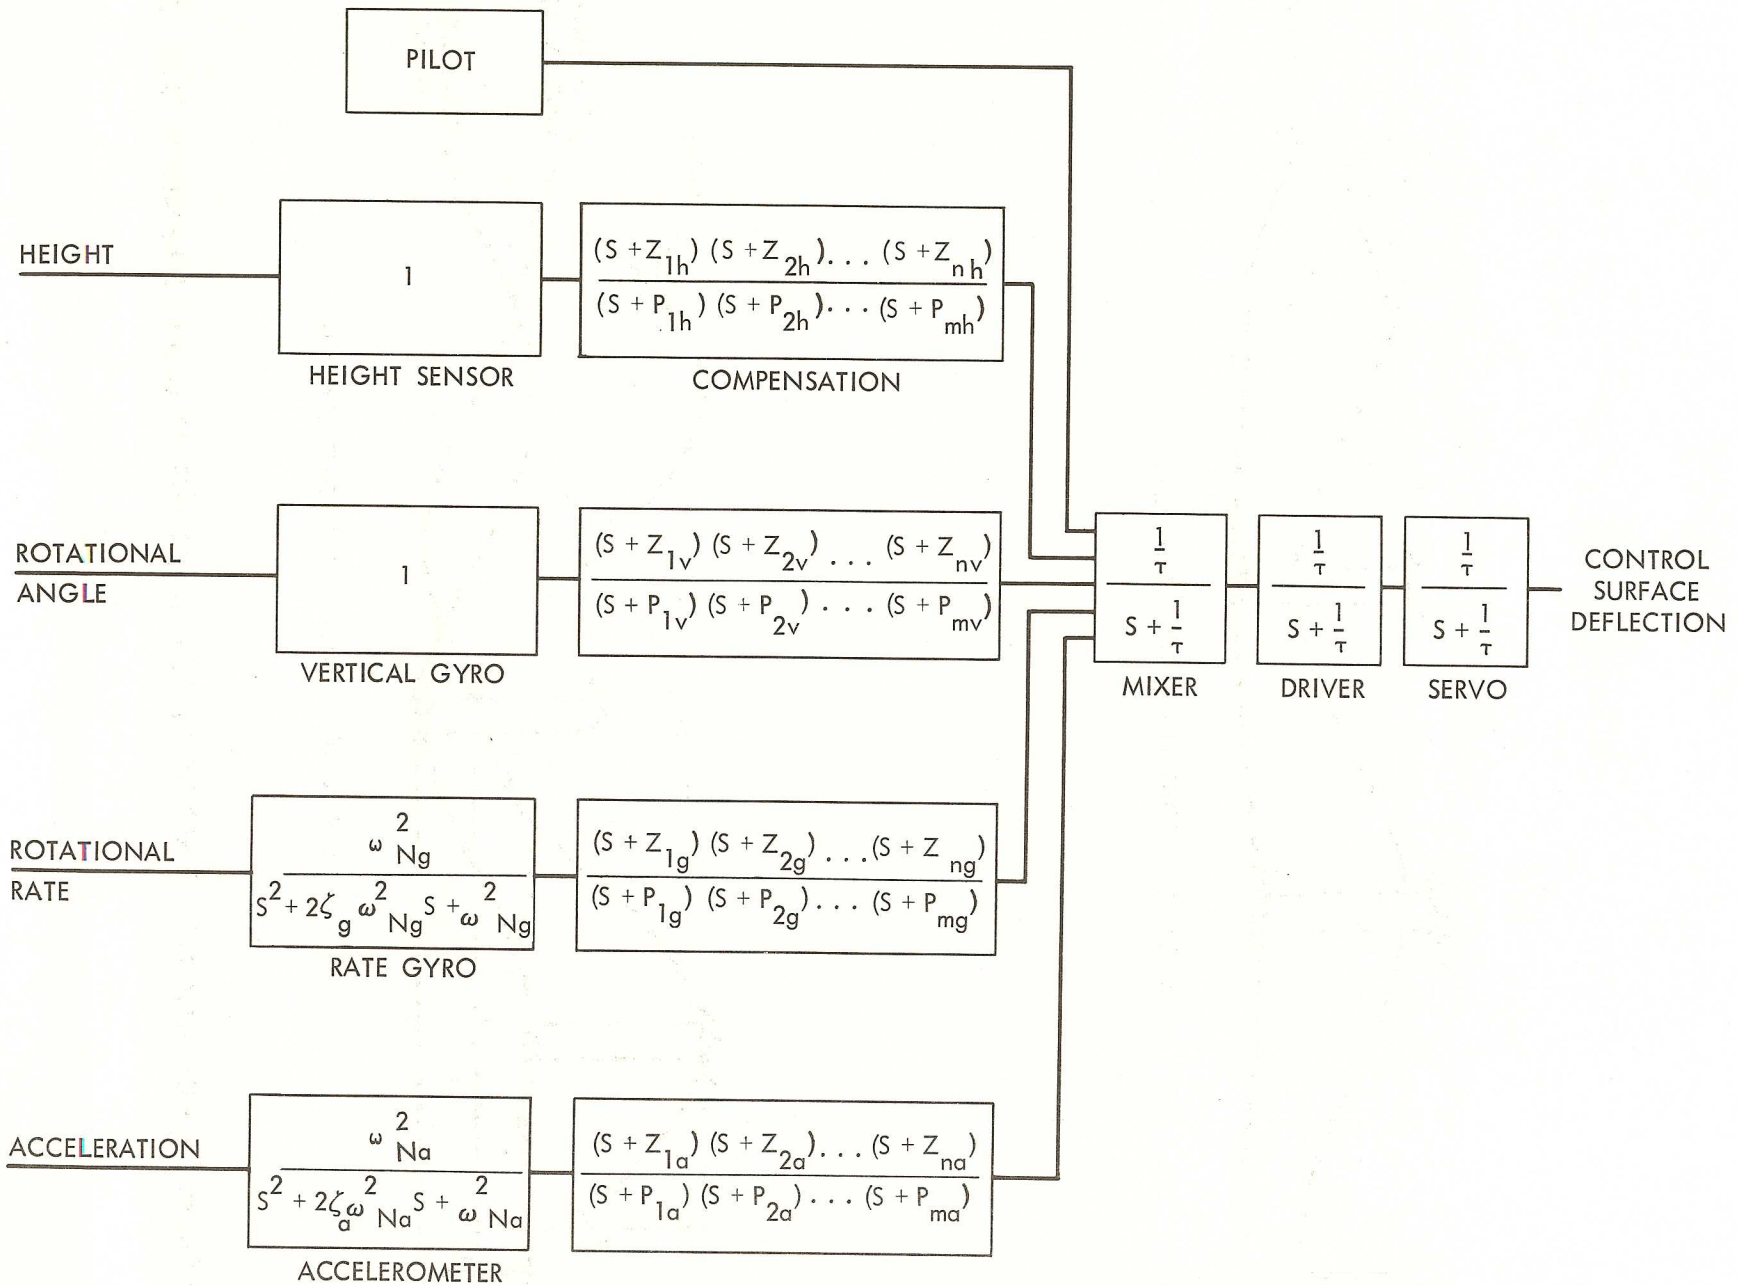 PILOT
HEIGHT
1
HEIGHT SENSOR
(S + Z1h) (S + Z2h)... (S + Znh)
(S + P1h) (S + P2h)... (S + Pmh)
COMPENSATION
ROTATIONAL
ANGLE
1
VERTICAL GYRO
(S + Z1v) (S + Z2v) ... (S + Znv)
(S + P1v) (S + P2v) ... (S + Pmv)
1/τ
S + 1/τ
MIXER
1/τ
S + 1/τ
DRIVER
1/τ
S + 1/τ
SERVO
CONTROL
SURFACE
DEFLECTION
ROTATIONAL
RATE
ω²Ng
S² + 2ζg ω²Ng S + ω²Ng
RATE GYRO
(S + Z1g) (S + Z2g) ... (S + Zng)
(S + P1g) (S + P2g) ... (S + Pmg)
ACCELERATION
ω²Na
S² + 2ζa ω²Na S + ω²Na
ACCELEROMETER
(S + Z1a) (S + Z2a)... (S + Zna)
(S + P1a) (S + P2a) ... (S + Pma)